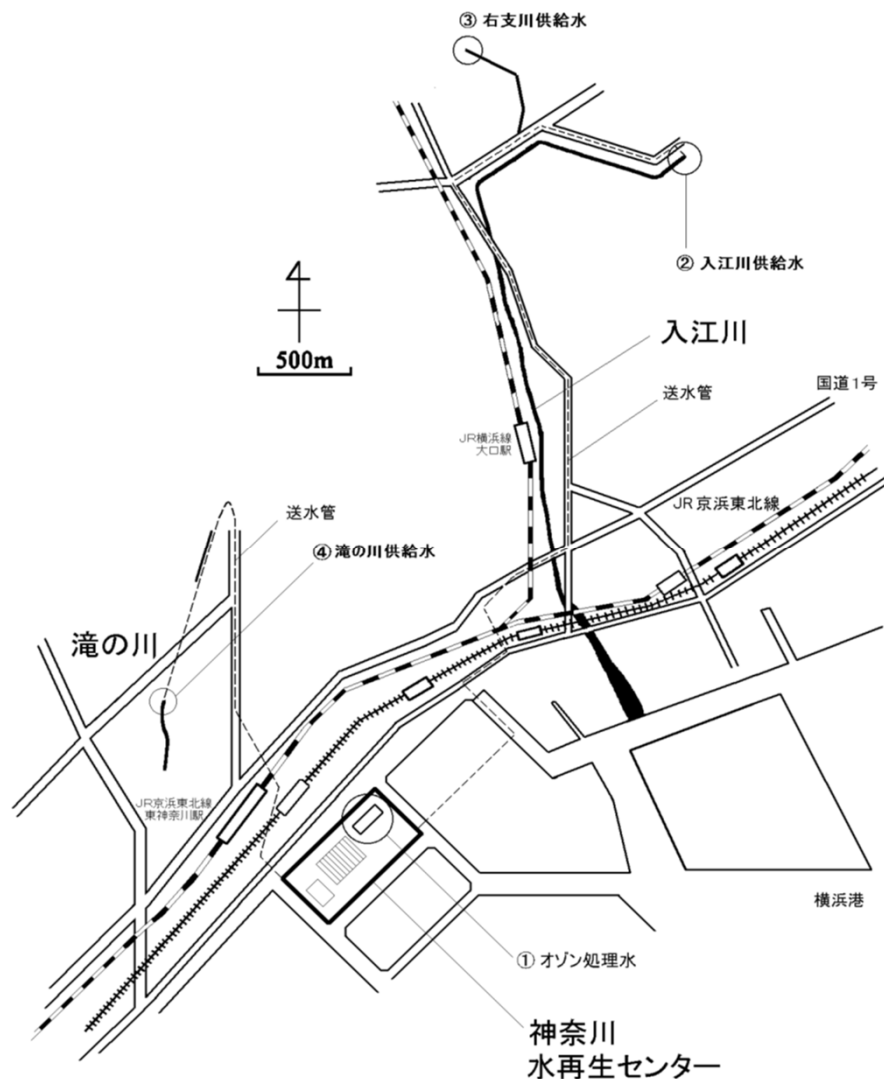 ③ 右支川供給水
② 入江川供給水
500m
入江川
送水管
国道1号
JR横浜線
大口駅
JR京浜東北線
送水管
④滝の川供給水
滝の川
JR京浜東北線
東神奈川駅
横浜港
① オゾン処理水
神奈川
水再生センター